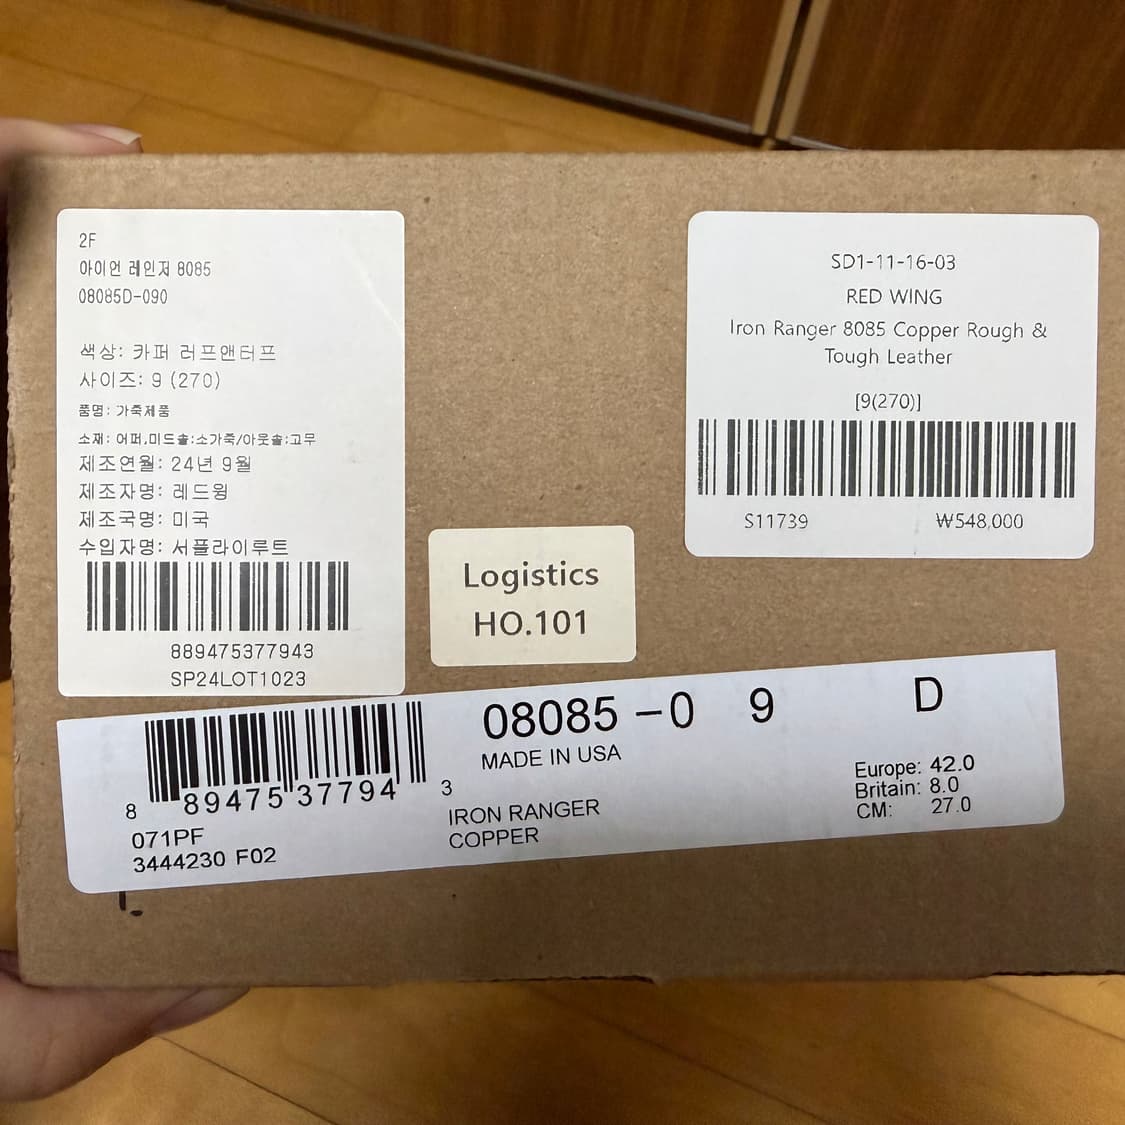 2F
아이언 레인저 8085
08085D-090
색상: 카퍼 러프앤터프
사이즈: 9 (270)
품명: 가죽제품
소재: 어퍼,미드솔:소가죽/아웃솔:고무
제조연월: 24년 9월
제조자명: 레드윙
제조국명: 미국
수입자명: 서플라이루트
889475377943
SP24LOT1023
SD1-11-16-03
RED WING
Iron Ranger 8085 Copper Rough &
Tough Leather
[9(270)]
S11739 ₩548,000
Logistics
HO.101
08085 -0 9 D
MADE IN USA
8 89475 37794 3
071PF
3444230 F02
IRON RANGER
COPPER
Europe: 42.0
Britain: 8.0
CM: 27.0